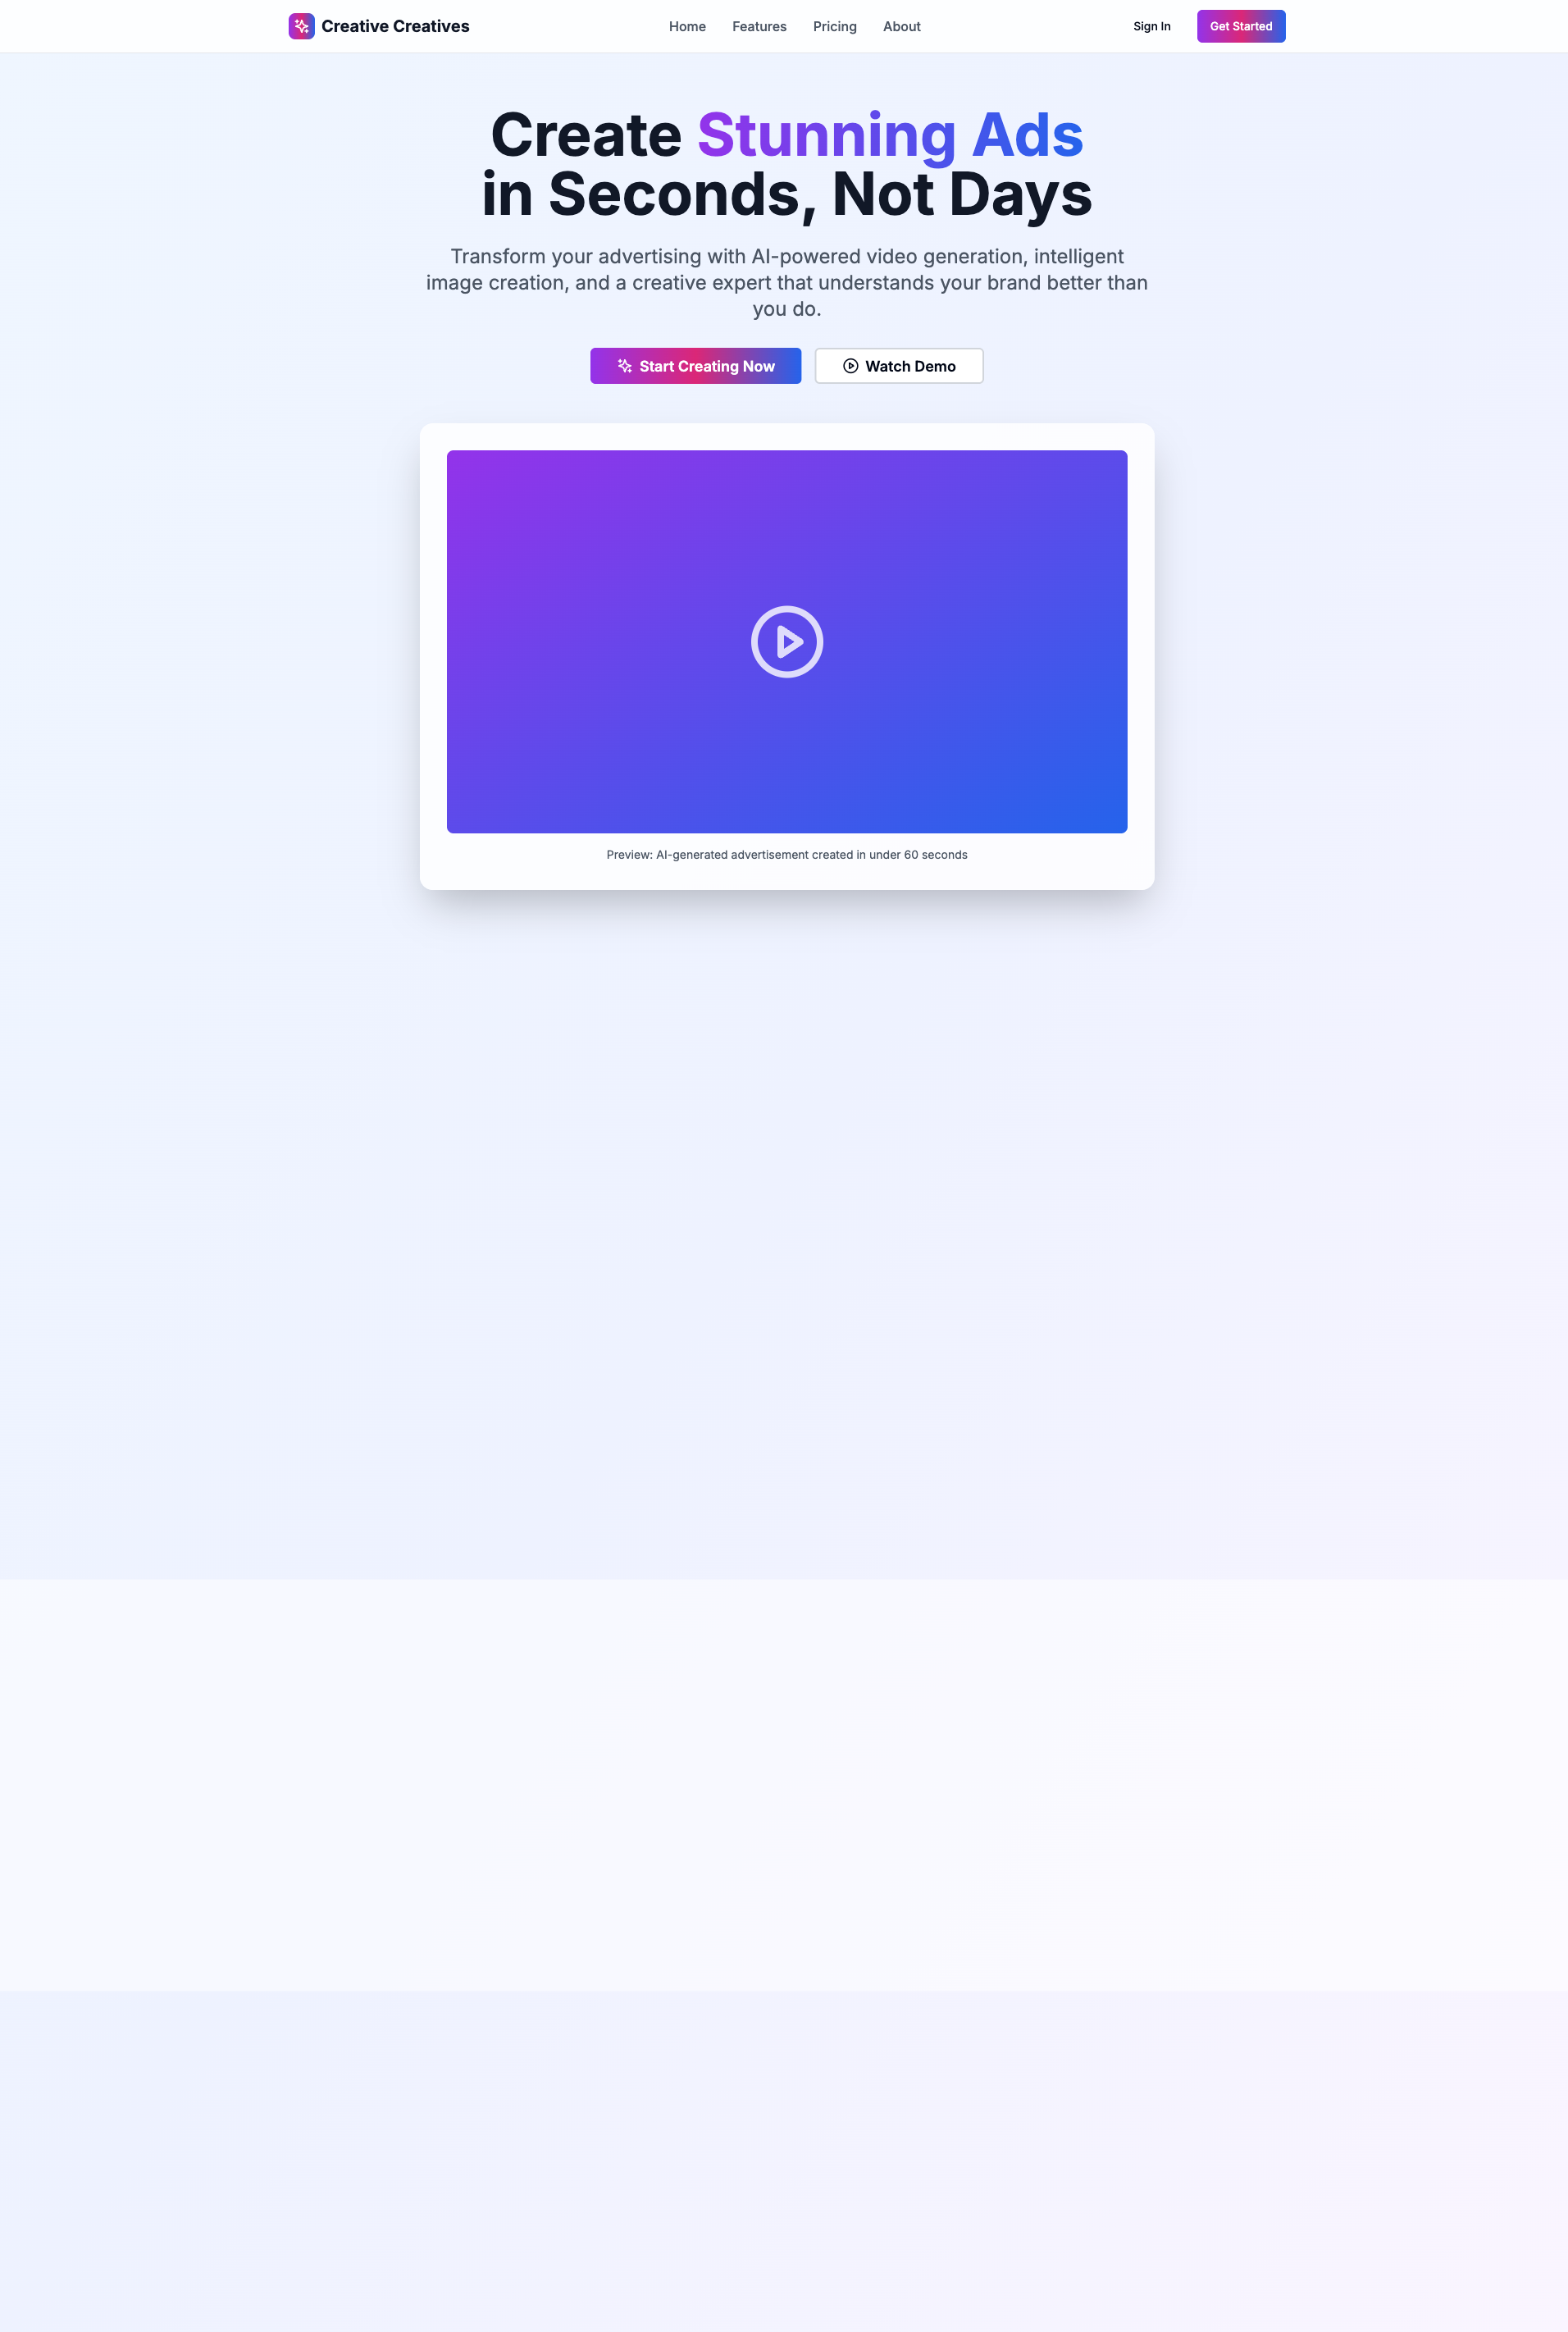 Creative Creatives
Home
Features
Pricing
About
Sign In
Get Started
Create Stunning Ads
in Seconds, Not Days
Transform your advertising with AI-powered video generation, intelligent
image creation, and a creative expert that understands your brand better than
you do.
Start Creating Now
Watch Demo
Preview: AI-generated advertisement created in under 60 seconds